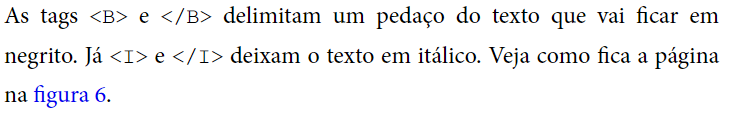 As tags <B> e </B> delimitam um pedaço do texto que vai ficar em
negrito. Já <I> e </I> deixam o texto em itálico. Veja como fica a página
na figura 6.